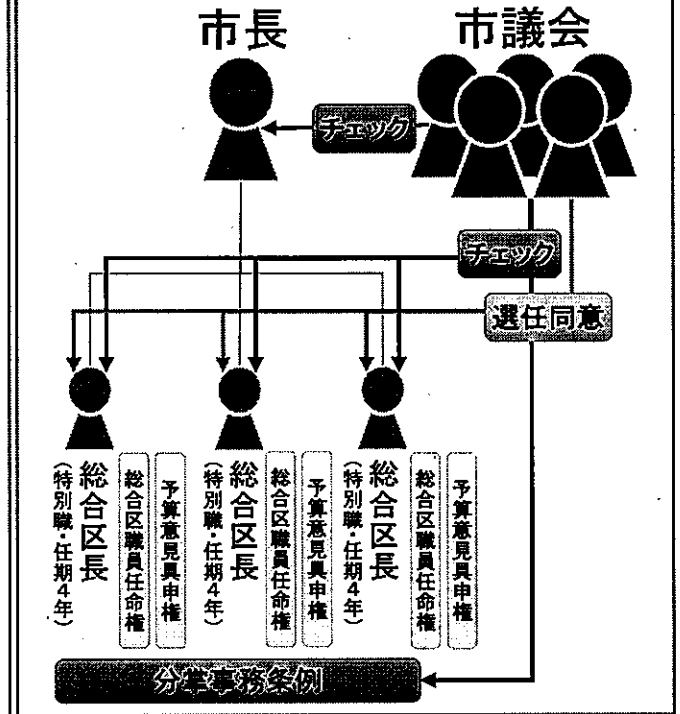 市長
市議会
チェック
チェック
選任同意
総合区長
(特別職・任期4年)
総合区職員任命権
予算意見具申権
総合区長
(特別職・任期4年)
総合区職員任命権
予算意見具申権
総合区長
(特別職・任期4年)
総合区職員任命権
予算意見具申権
分掌事務条例